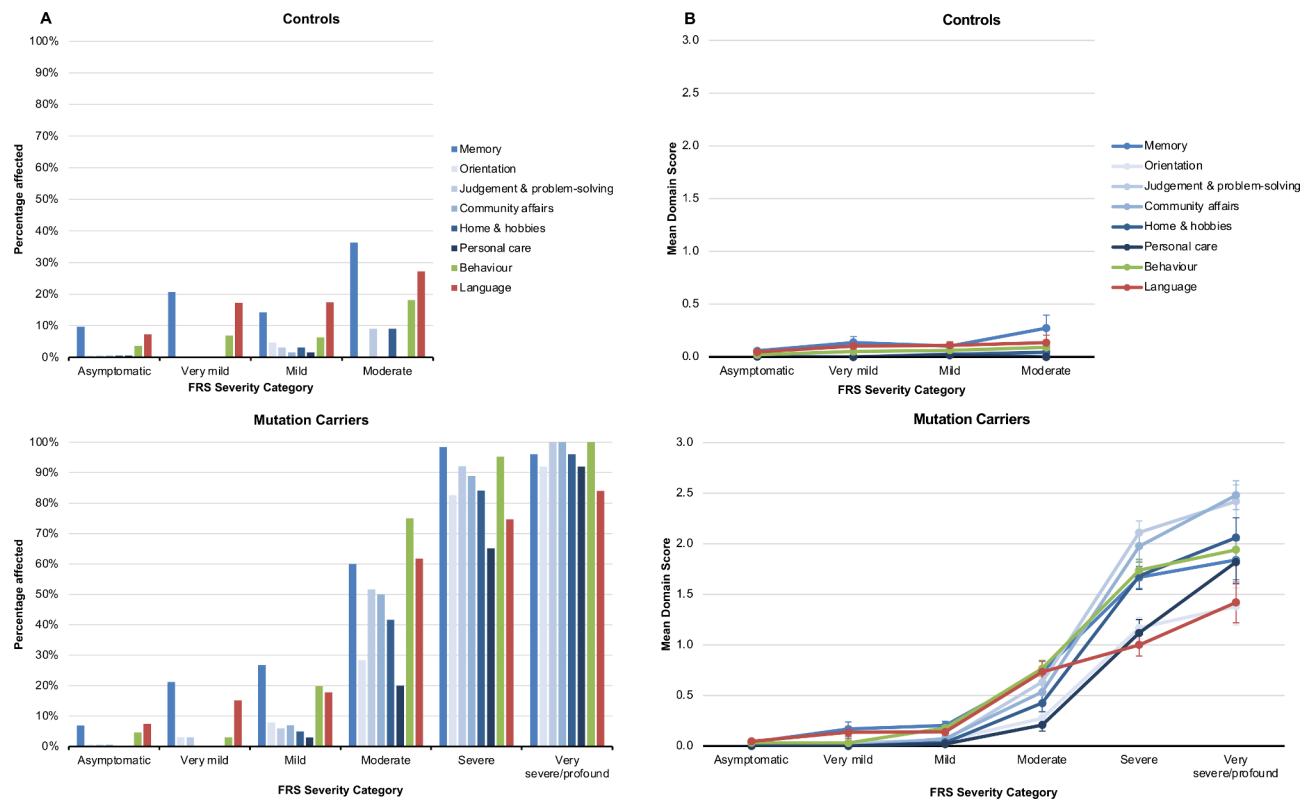 A
Controls
100%
90%
80%
70%
60%
50%
40%
30%
20%
10%
0%
Percentage affected
Asymptomatic
Very mild
Mild
Moderate
FRS Severity Category
Memory
Orientation
Judgement & problem-solving
Community affairs
Home & hobbies
Personal care
Behaviour
Language
B
Controls
3.0
2.5
2.0
1.5
1.0
0.5
0.0
Mean Domain Score
Asymptomatic
Very mild
Mild
Moderate
FRS Severity Category
Memory
Orientation
Judgement & problem-solving
Community affairs
Home & hobbies
Personal care
Behaviour
Language
Mutation Carriers
100%
90%
80%
70%
60%
50%
40%
30%
20%
10%
0%
Percentage affected
Asymptomatic
Very mild
Mild
Moderate
Severe
Very
severe/profound
FRS Severity Category
Mutation Carriers
3.0
2.5
2.0
1.5
1.0
0.5
0.0
Mean Domain Score
Asymptomatic
Very mild
Mild
Moderate
Severe
Very
severe/profound
FRS Severity Category